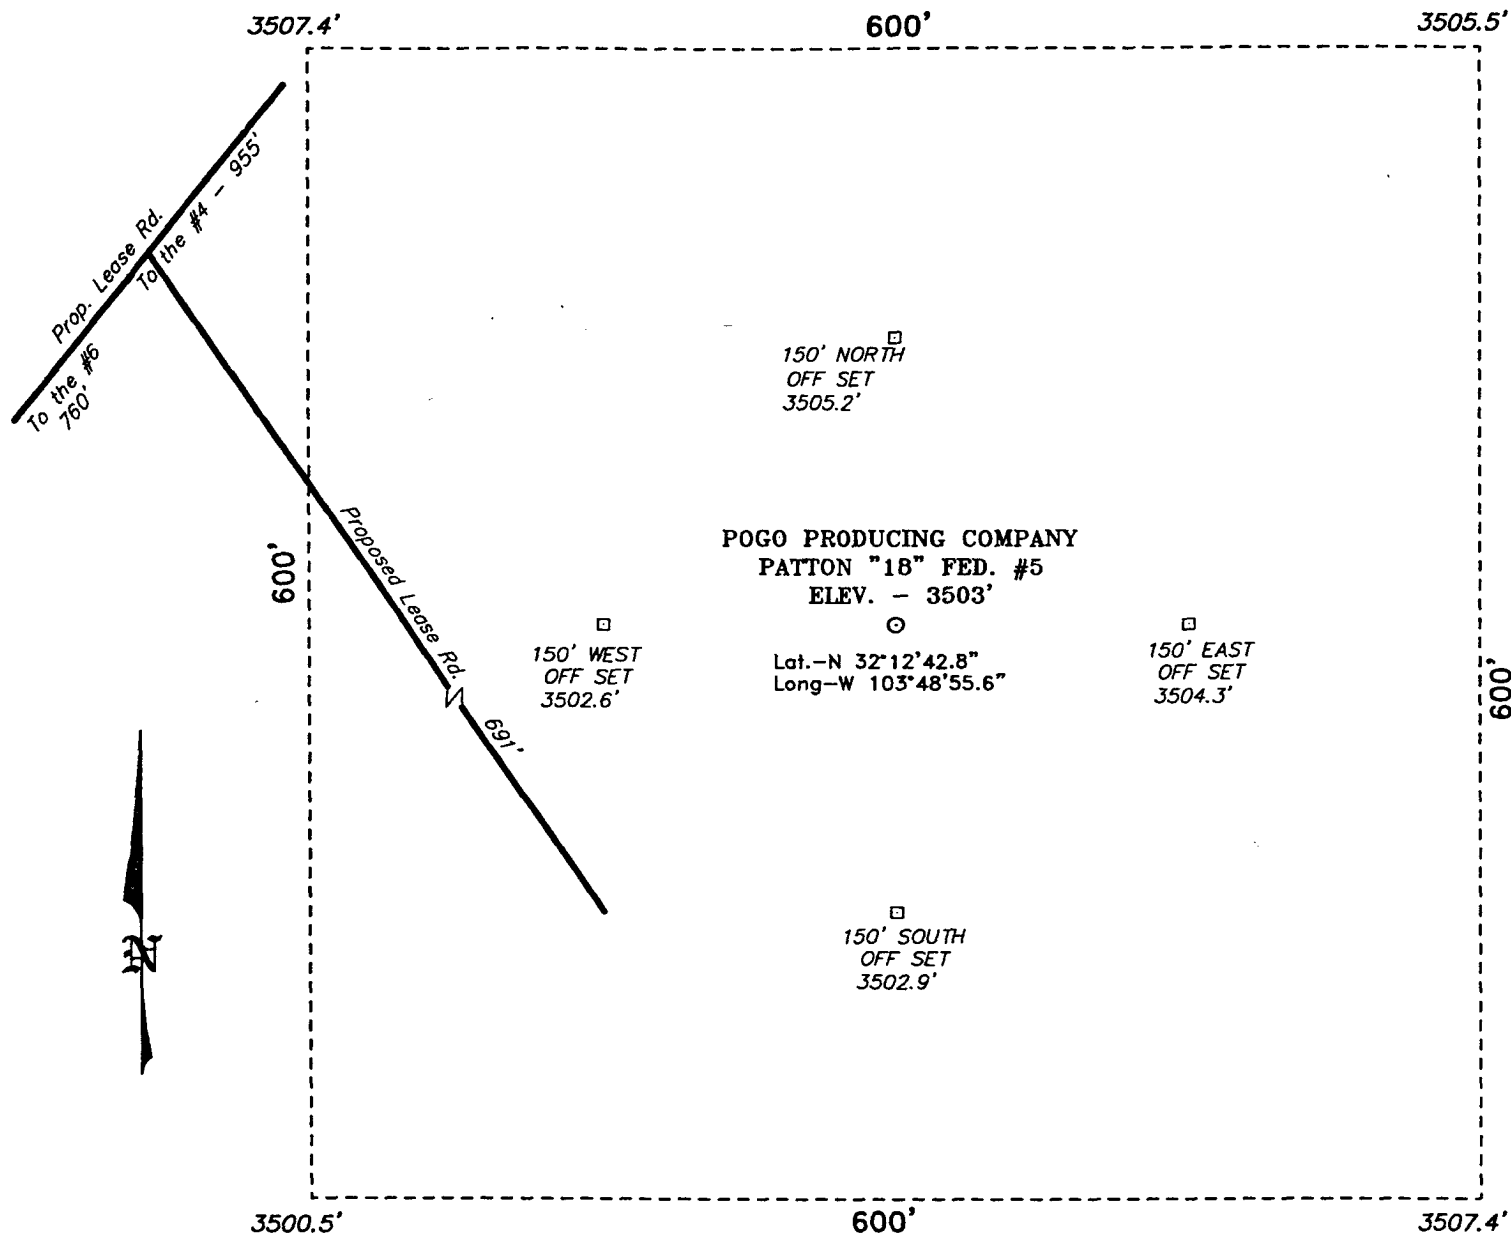 3507.4'
600'
3505.5'
Prop. Lease Rd.
To the #4 - 955'
To the #6
760'
150' NORTH
OFF SET
3505.2'
600'
Proposed Lease Rd.
691'
POGO PRODUCING COMPANY
PATTON "18" FED. #5
ELEV. - 3503'
150' WEST
OFF SET
3502.6'
Lat.-N 32°12'42.8"
Long-W 103°48'55.6"
150' EAST
OFF SET
3504.3'
600'
N
150' SOUTH
OFF SET
3502.9'
3500.5'
600'
3507.4'